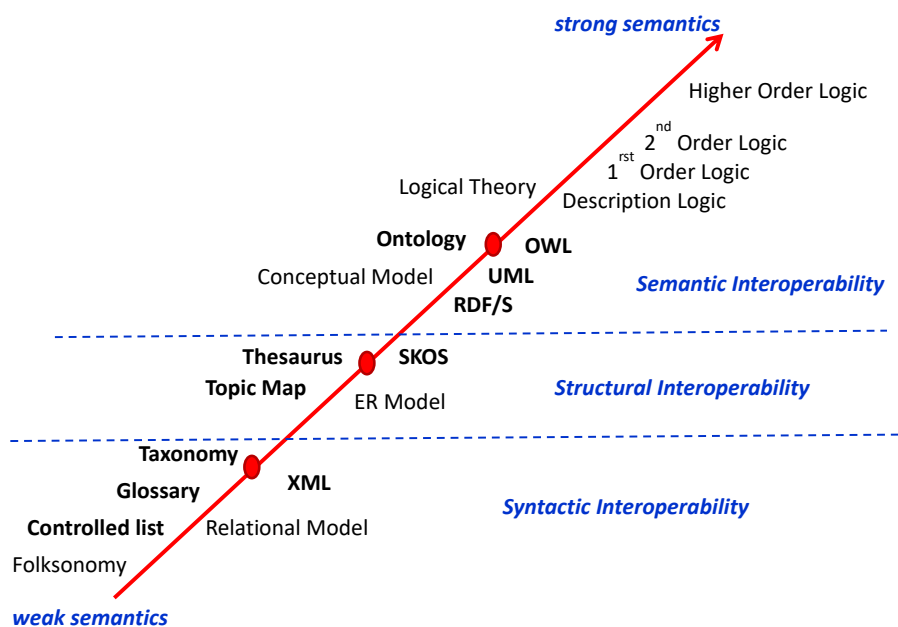 strong semantics
Higher Order Logic
2nd Order Logic
1rst Order Logic
Logical Theory
Description Logic
Ontology
OWL
Conceptual Model
UML
Semantic Interoperability
RDF/S
Thesaurus
SKOS
Topic Map
Structural Interoperability
ER Model
Taxonomy
XML
Glossary
Syntactic Interoperability
Controlled list
Relational Model
Folksonomy
weak semantics